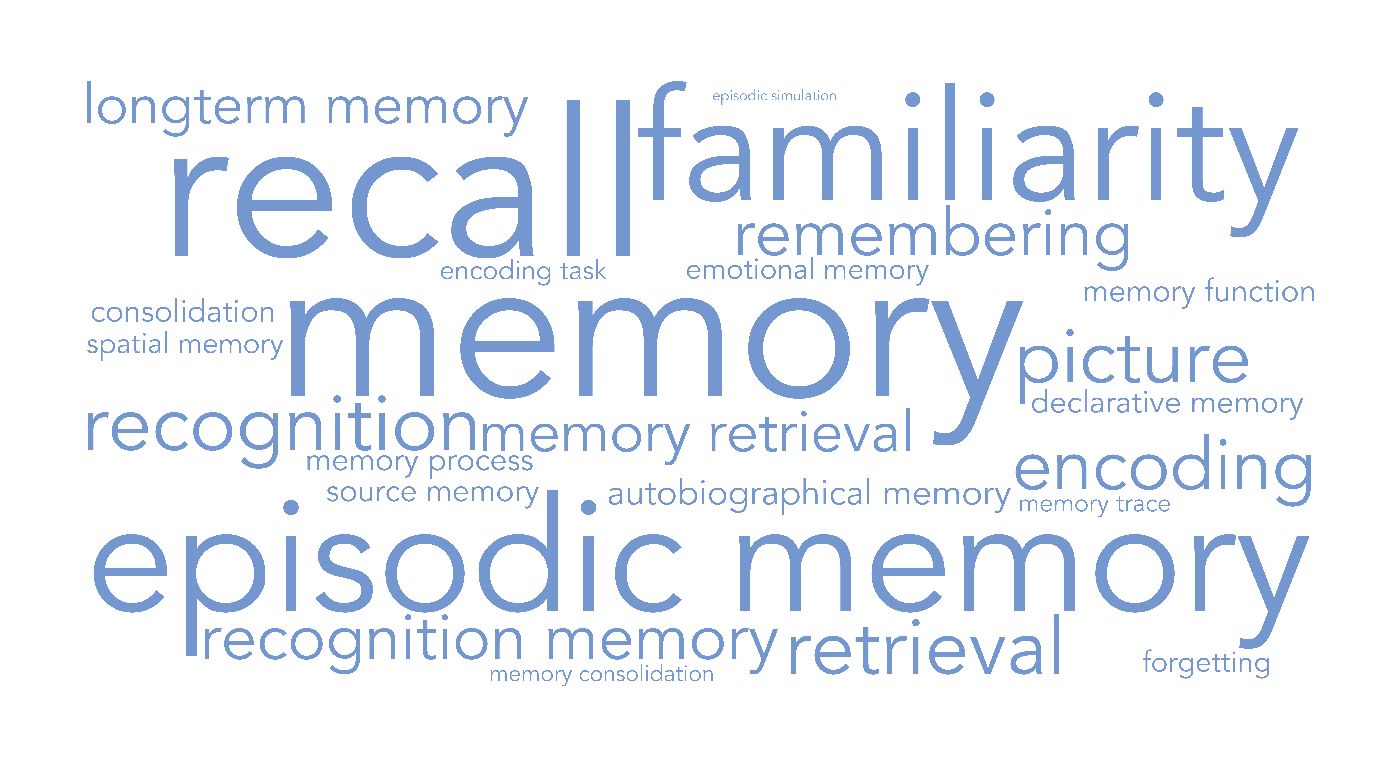 longterm memory
episodic simulation
recall
familiarity
remembering
encoding task
emotional memory
memory function
consolidation
spatial memory
memory
picture
declarative memory
recognition
memory retrieval
memory process
encoding
source memory
autobiographical memory
memory trace
episodic memory
recognition memory
retrieval
memory consolidation
forgetting